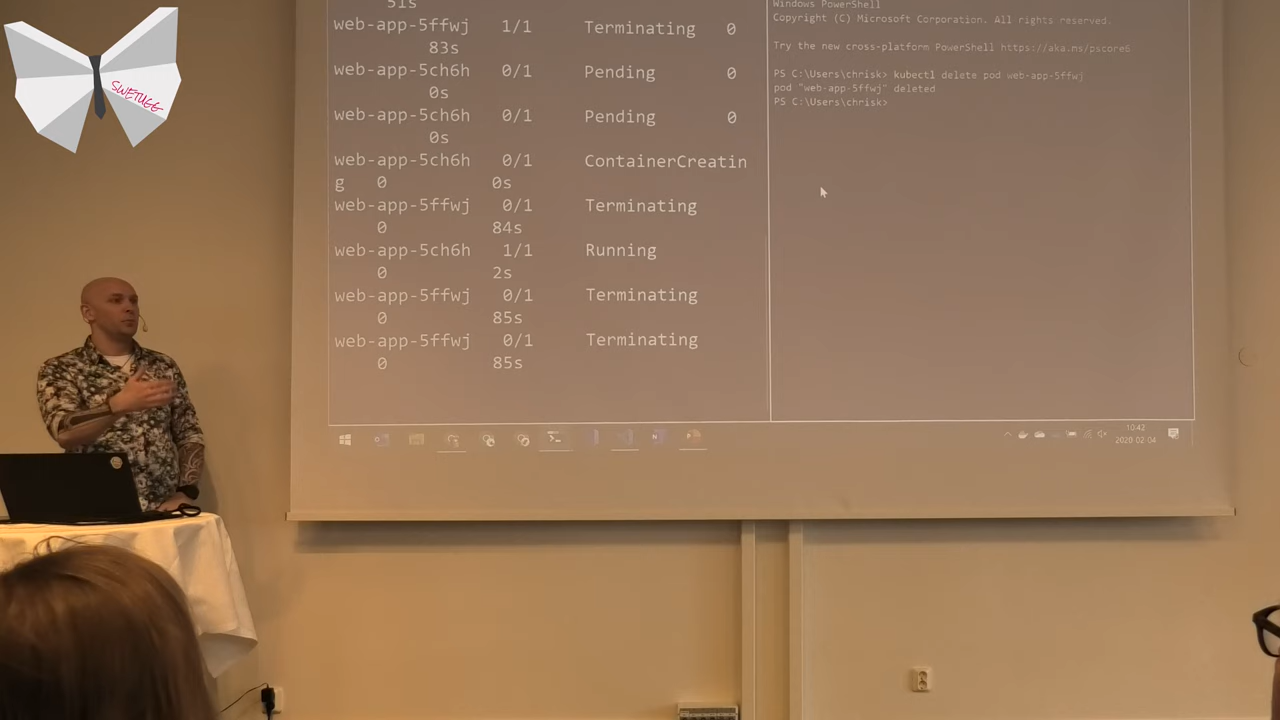 SWETUGG
51s
web-app-5ffwj 1/1 Terminating 0
83s
web-app-5ch6h 0/1 Pending 0
0s
web-app-5ch6h 0/1 Pending 0
0s
web-app-5ch6h 0/1 ContainerCreatin
g 0 0s
web-app-5ffwj 0/1 Terminating
0 84s
web-app-5ch6h 1/1 Running
0 2s
web-app-5ffwj 0/1 Terminating
0 85s
web-app-5ffwj 0/1 Terminating
0 85s
Windows PowerShell
Copyright (C) Microsoft Corporation. All rights reserved.
Try the new cross-platform PowerShell https://aka.ms/pscore6
PS C:\Users\chrisk> kubectl delete pod web-app-5ffwj
pod "web-app-5ffwj" deleted
PS C:\Users\chrisk>
10:42
2020-02-04